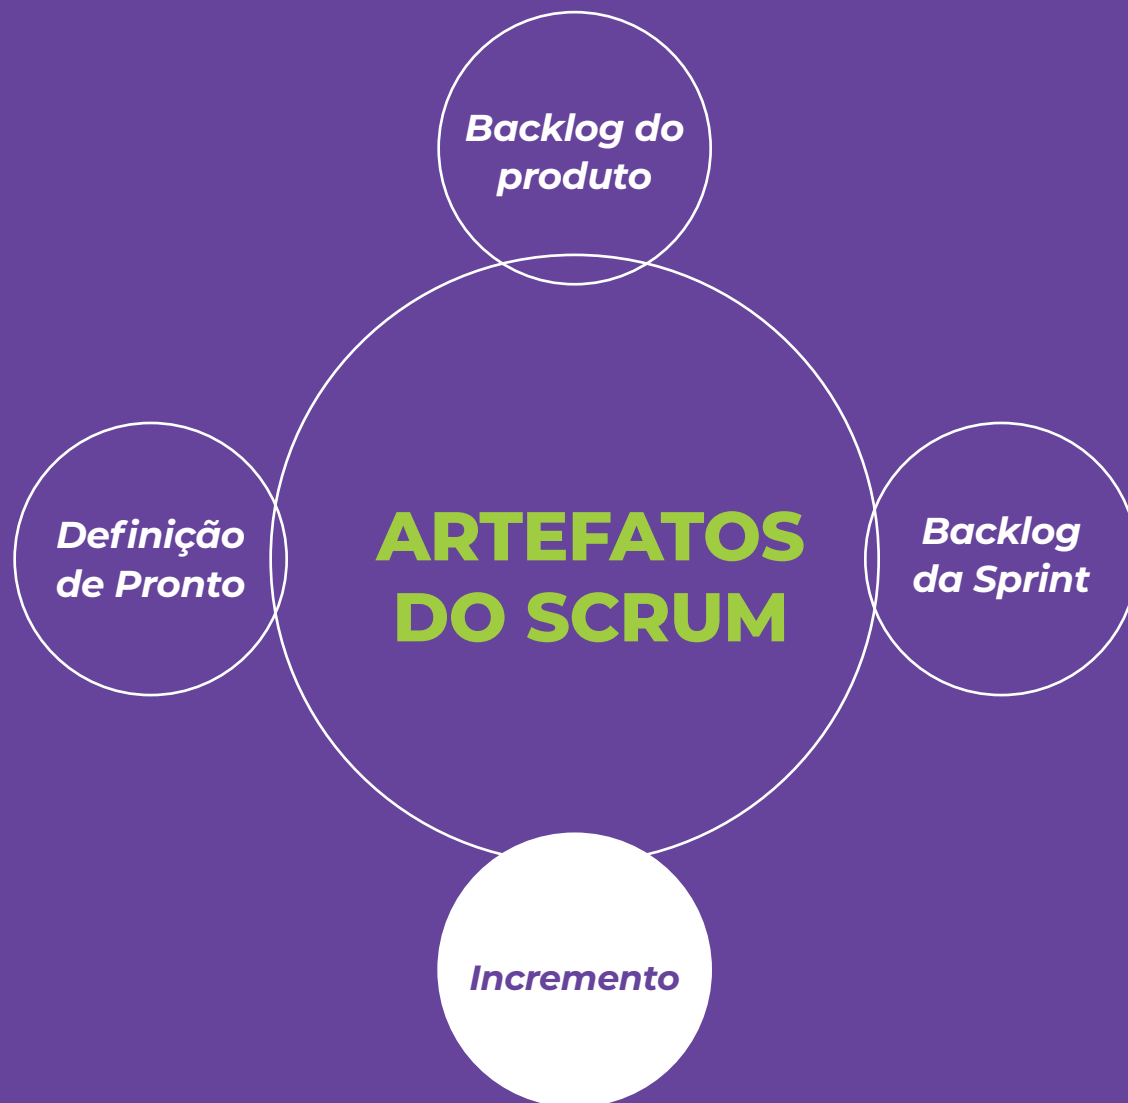 Backlog do
produto
Definição
de Pronto
ARTEFATOS
DO SCRUM
Backlog
da Sprint
Incremento